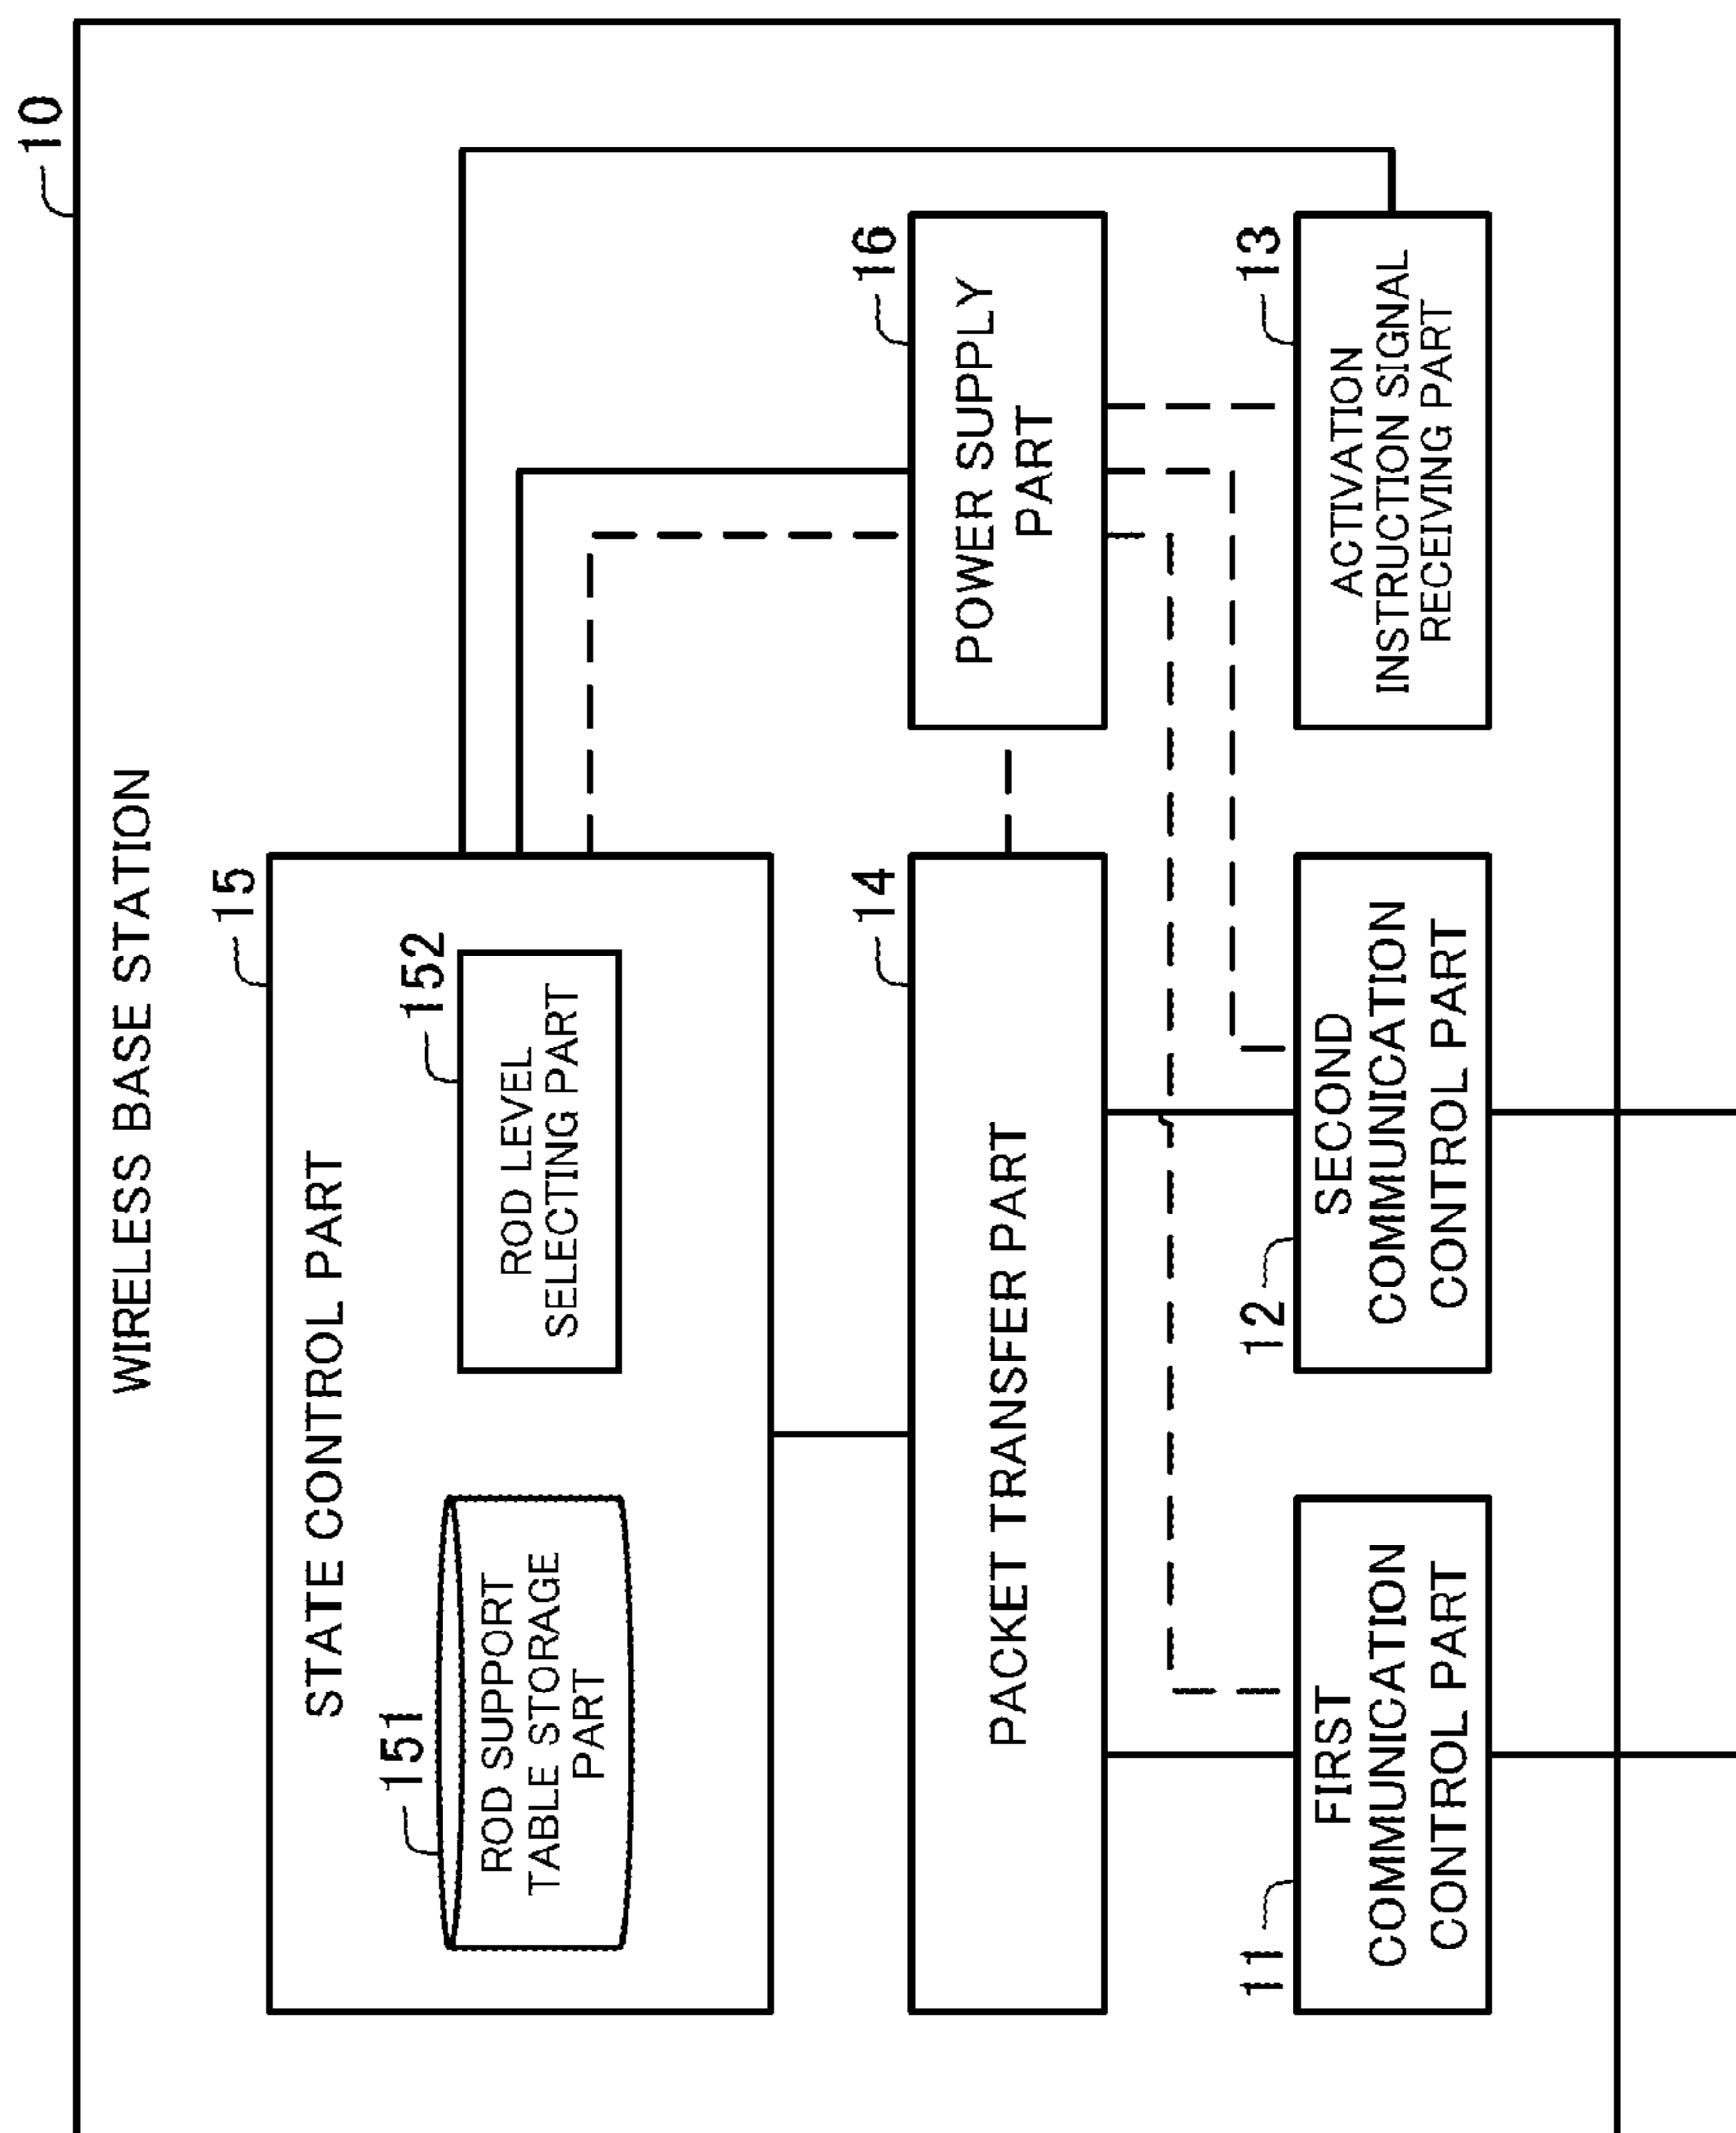 10
WIRELESS BASE STATION
15
STATE CONTROL PART
151
ROD SUPPORT
TABLE STORAGE
PART
152
ROD LEVEL
SELECTING PART
14
PACKET TRANSFER PART
16
POWER SUPPLY
PART
11
FIRST
COMMUNICATION
CONTROL PART
12
SECOND
COMMUNICATION
CONTROL PART
13
ACTIVATION
INSTRUCTION SIGNAL
RECEIVING PART